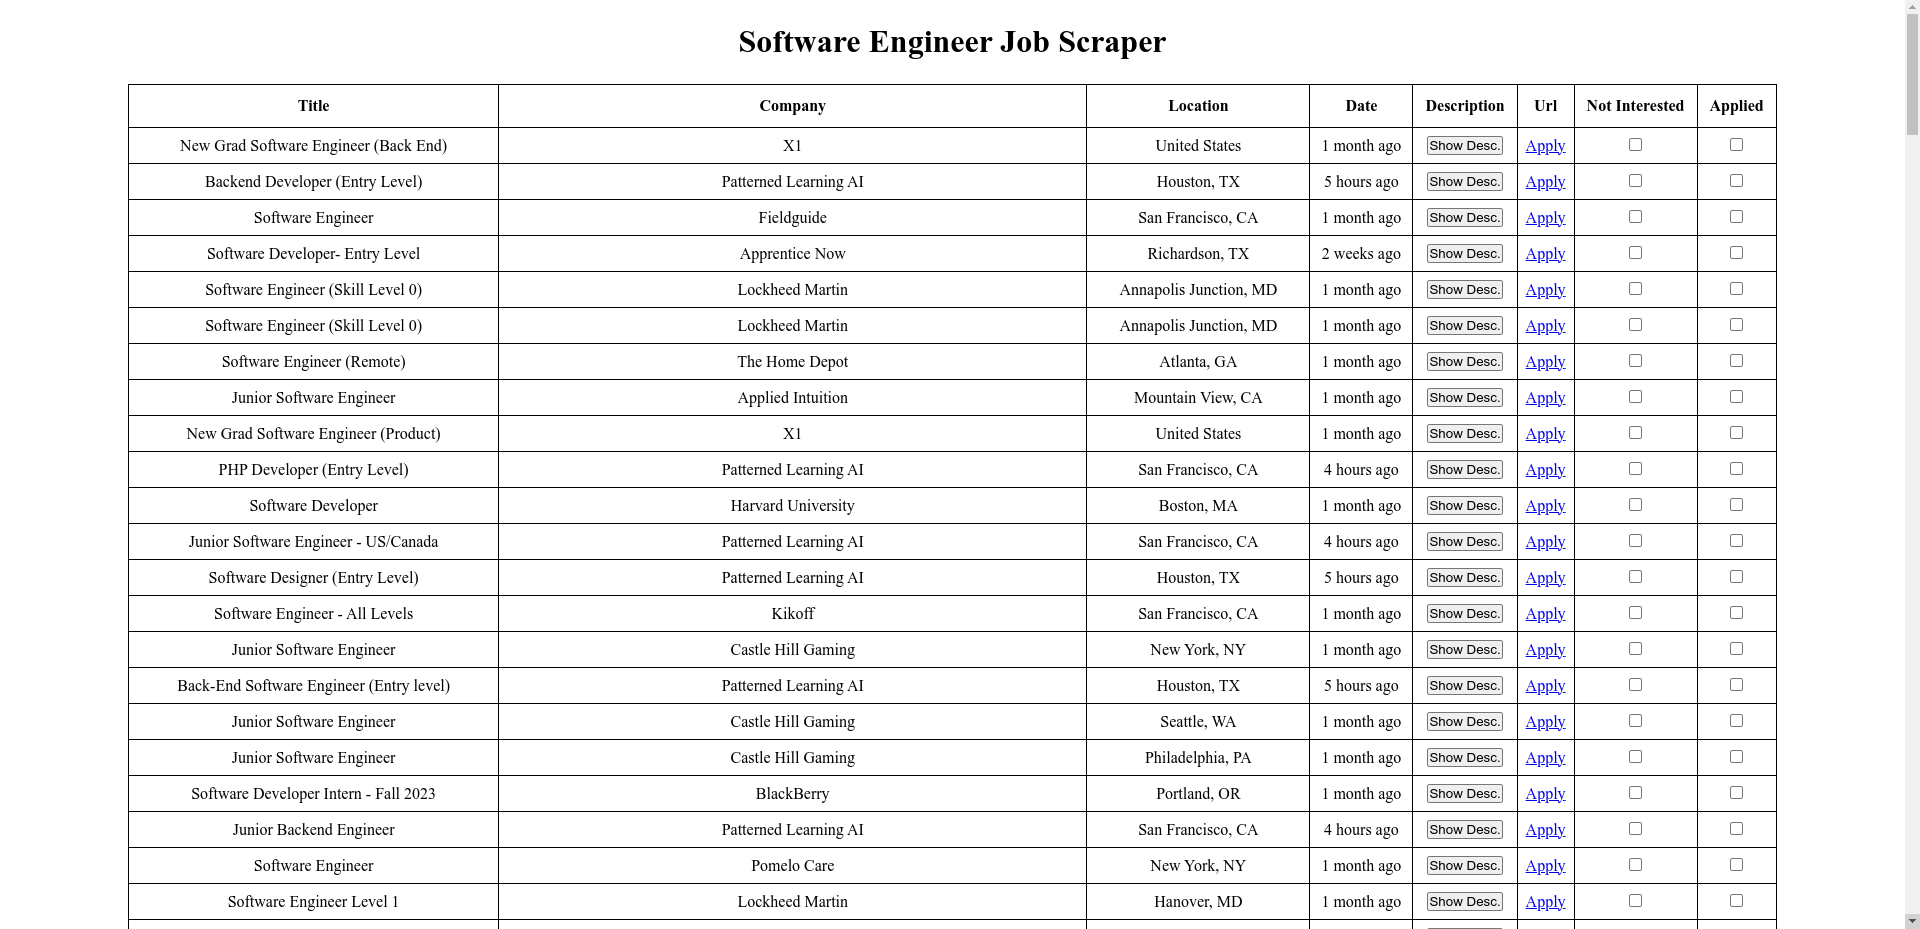 Software Engineer Job Scraper
Title Company Location Date Description Url Not Interested Applied
New Grad Software Engineer (Back End) X1 United States 1 month ago Show Desc. Apply
Backend Developer (Entry Level) Patterned Learning AI Houston, TX 5 hours ago Show Desc. Apply
Software Engineer Fieldguide San Francisco, CA 1 month ago Show Desc. Apply
Software Developer- Entry Level Apprentice Now Richardson, TX 2 weeks ago Show Desc. Apply
Software Engineer (Skill Level 0) Lockheed Martin Annapolis Junction, MD 1 month ago Show Desc. Apply
Software Engineer (Skill Level 0) Lockheed Martin Annapolis Junction, MD 1 month ago Show Desc. Apply
Software Engineer (Remote) The Home Depot Atlanta, GA 1 month ago Show Desc. Apply
Junior Software Engineer Applied Intuition Mountain View, CA 1 month ago Show Desc. Apply
New Grad Software Engineer (Product) X1 United States 1 month ago Show Desc. Apply
PHP Developer (Entry Level) Patterned Learning AI San Francisco, CA 4 hours ago Show Desc. Apply
Software Developer Harvard University Boston, MA 1 month ago Show Desc. Apply
Junior Software Engineer - US/Canada Patterned Learning AI San Francisco, CA 4 hours ago Show Desc. Apply
Software Designer (Entry Level) Patterned Learning AI Houston, TX 5 hours ago Show Desc. Apply
Software Engineer - All Levels Kikoff San Francisco, CA 1 month ago Show Desc. Apply
Junior Software Engineer Castle Hill Gaming New York, NY 1 month ago Show Desc. Apply
Back-End Software Engineer (Entry level) Patterned Learning AI Houston, TX 5 hours ago Show Desc. Apply
Junior Software Engineer Castle Hill Gaming Seattle, WA 1 month ago Show Desc. Apply
Junior Software Engineer Castle Hill Gaming Philadelphia, PA 1 month ago Show Desc. Apply
Software Developer Intern - Fall 2023 BlackBerry Portland, OR 1 month ago Show Desc. Apply
Junior Backend Engineer Patterned Learning AI San Francisco, CA 4 hours ago Show Desc. Apply
Software Engineer Pomelo Care New York, NY 1 month ago Show Desc. Apply
Software Engineer Level 1 Lockheed Martin Hanover, MD 1 month ago Show Desc. Apply